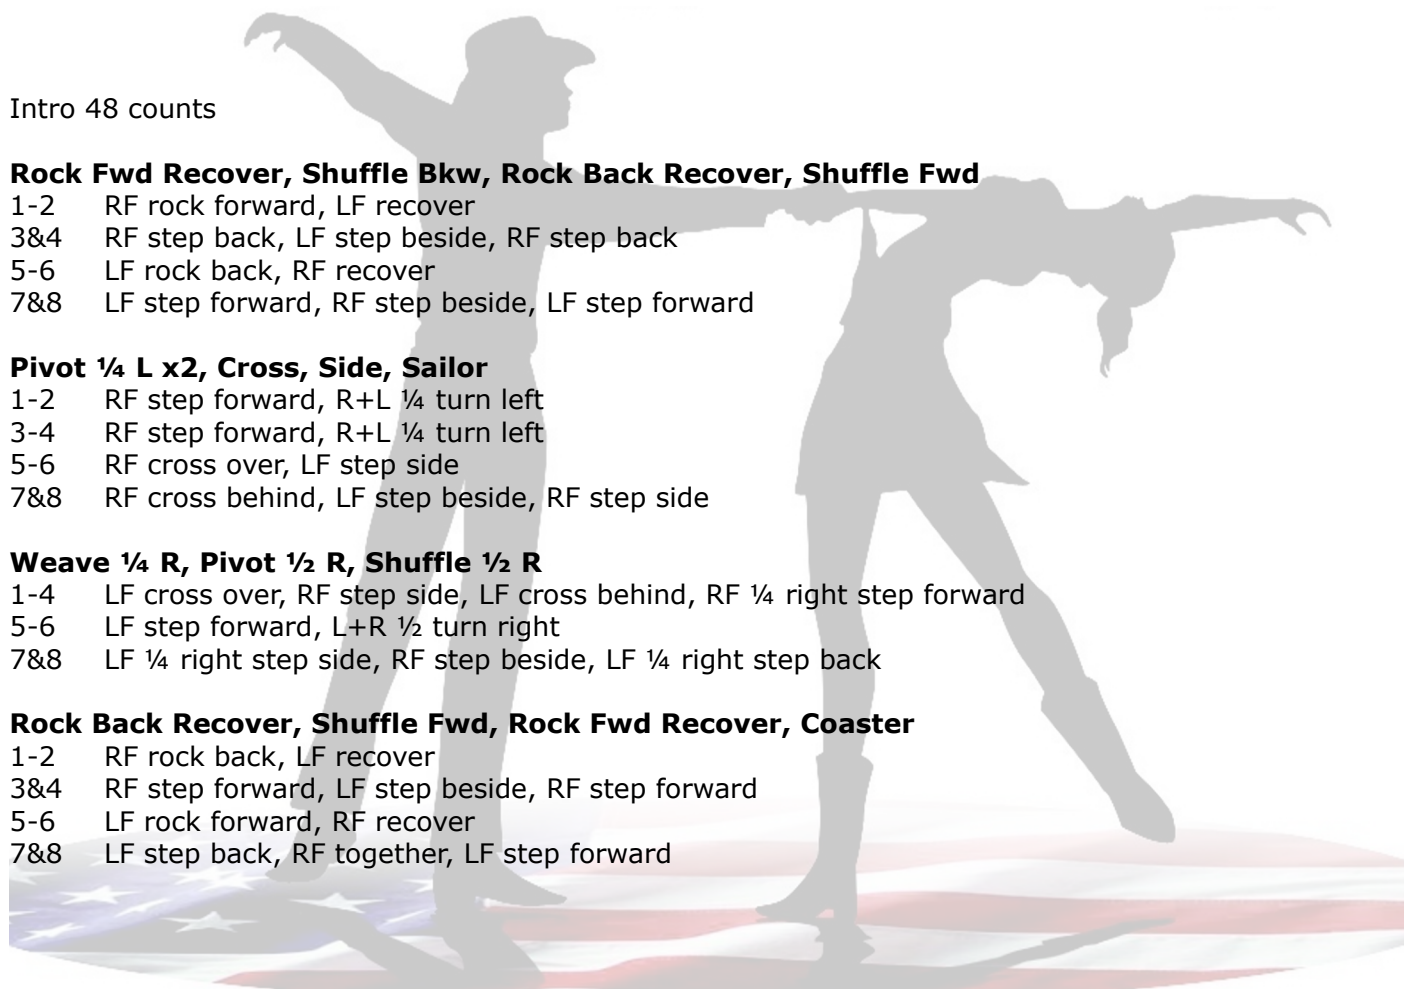 Intro 48 counts
Rock Fwd Recover, Shuffle Bkw, Rock Back Recover, Shuffle Fwd
1-2 RF rock forward, LF recover
3&4 RF step back, LF step beside, RF step back
5-6 LF rock back, RF recover
7&8 LF step forward, RF step beside, LF step forward
Pivot ¼ L x2, Cross, Side, Sailor
1-2 RF step forward, R+L ¼ turn left
3-4 RF step forward, R+L ¼ turn left
5-6 RF cross over, LF step side
7&8 RF cross behind, LF step beside, RF step side
Weave ¼ R, Pivot ½ R, Shuffle ½ R
1-4 LF cross over, RF step side, LF cross behind, RF ¼ right step forward
5-6 LF step forward, L+R ½ turn right
7&8 LF ¼ right step side, RF step beside, LF ¼ right step back
Rock Back Recover, Shuffle Fwd, Rock Fwd Recover, Coaster
1-2 RF rock back, LF recover
3&4 RF step forward, LF step beside, RF step forward
5-6 LF rock forward, RF recover
7&8 LF step back, RF together, LF step forward